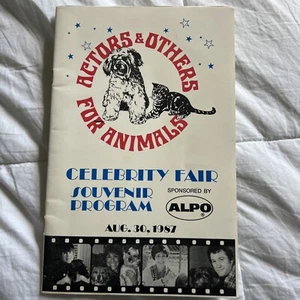 ACTORS & OTHERS
FOR ANIMALS
CELEBRITY FAIR
SOUVENIR
PROGRAM
SPONSORED BY
ALPO®
AUG. 30, 1987